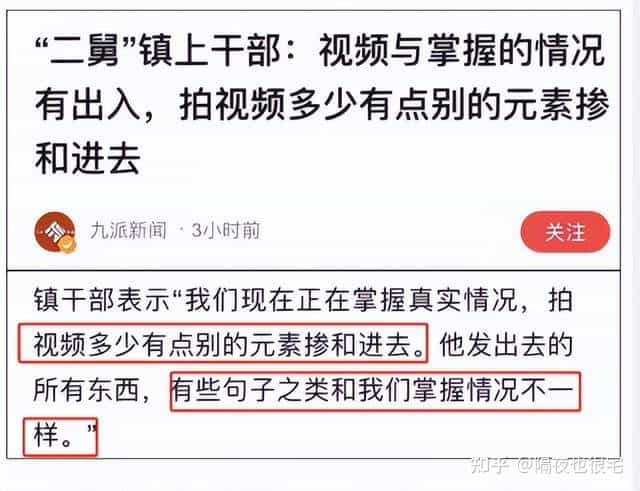 “二舅”镇上干部：视频与掌握的情况
有出入，拍视频多少有点别的元素掺
和进去
九派新闻 · 3小时前
关注
镇干部表示“我们现在正在掌握真实情况，拍
视频多少有点别的元素掺和进去。他发出去的
所有东西，有些句子之类和我们掌握情况不一
样。”
知乎 @隔夜也很宅